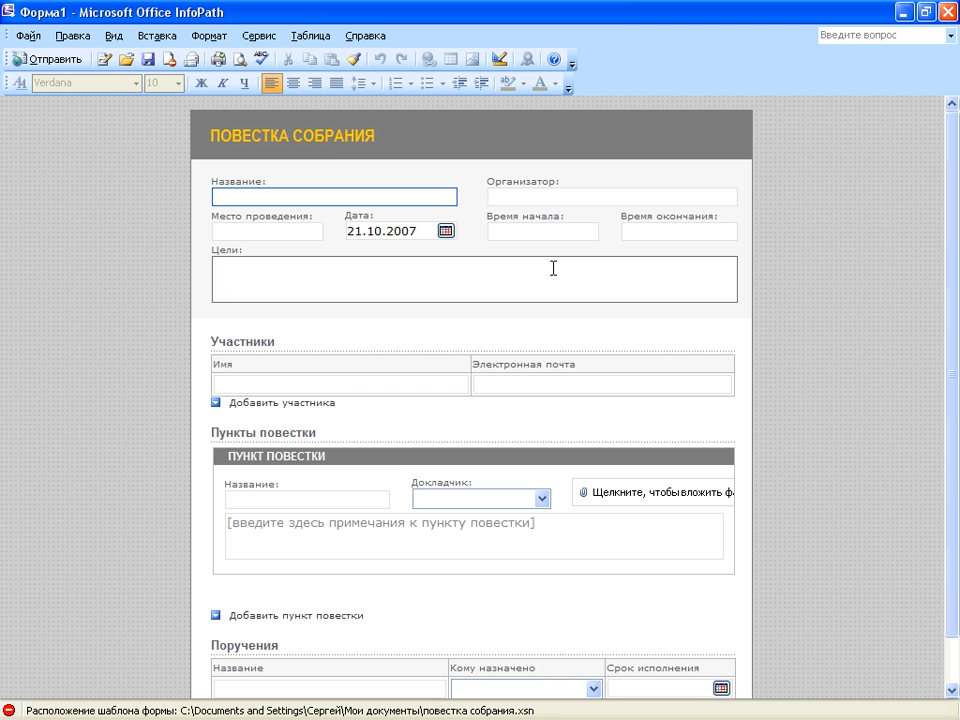 Форма1 - Microsoft Office InfoPath
Файл Правка Вид Вставка Формат Сервис Таблица Справка
Введите вопрос
Отправить
Verdana 10 Ж К Ч
ПОВЕСТКА СОБРАНИЯ
Название: Организатор:
Место проведения: Дата: Время начала: Время окончания:
21.10.2007
Цели:
Участники
Имя Электронная почта
Добавить участника
Пункты повестки
ПУНКТ ПОВЕСТКИ
Название: Докладчик:
Щелкните, чтобы вложить ф
[введите здесь примечания к пункту повестки]
Добавить пункт повестки
Поручения
Название Кому назначено Срок исполнения
Расположение шаблона формы: C:\Documents and Settings\Сергей\Мои документы\повестка собрания.xsn